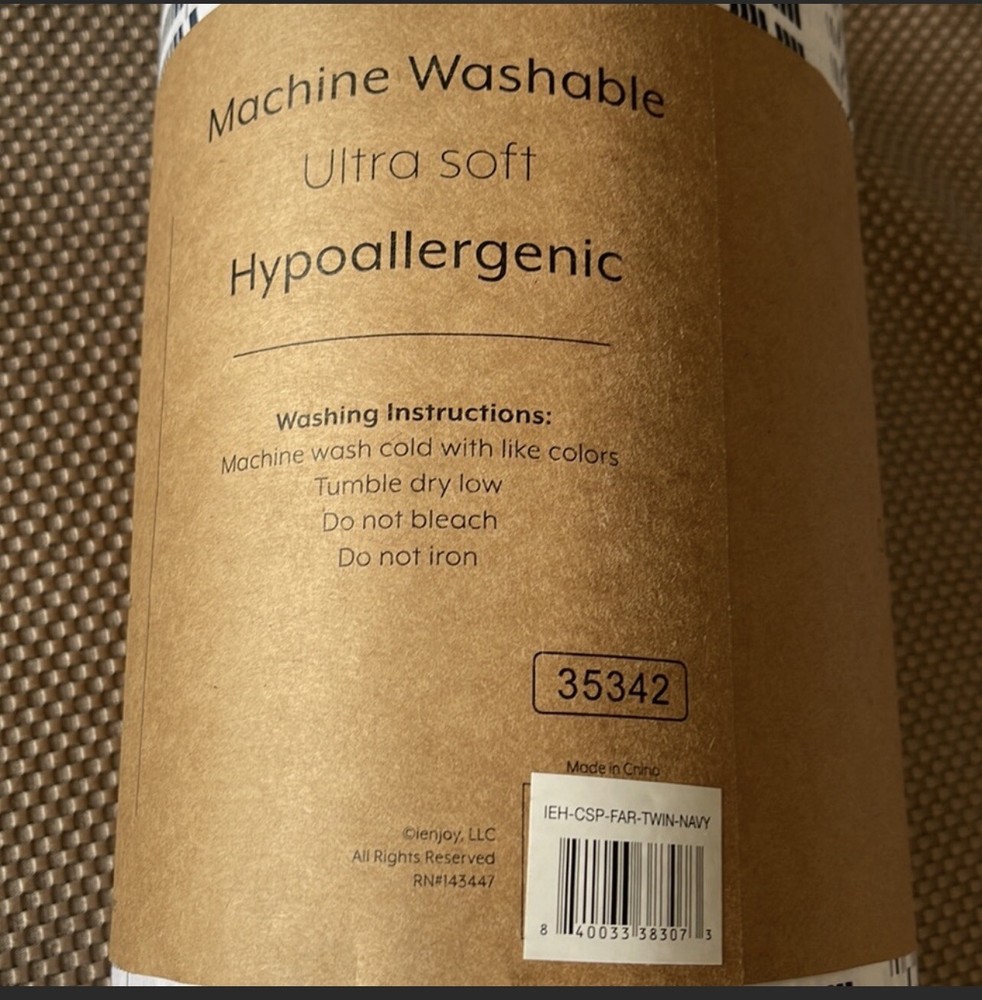 Machine Washable
Ultra soft
Hypoallergenic
Washing Instructions:
Machine wash cold with like colors
Tumble dry low
Do not bleach
Do not iron
35342
Made in China
IEH-CSP-FAR-TWIN-NAVY
8 40033 38307 3
©ienjoy, LLC
All Rights Reserved
RN#143447